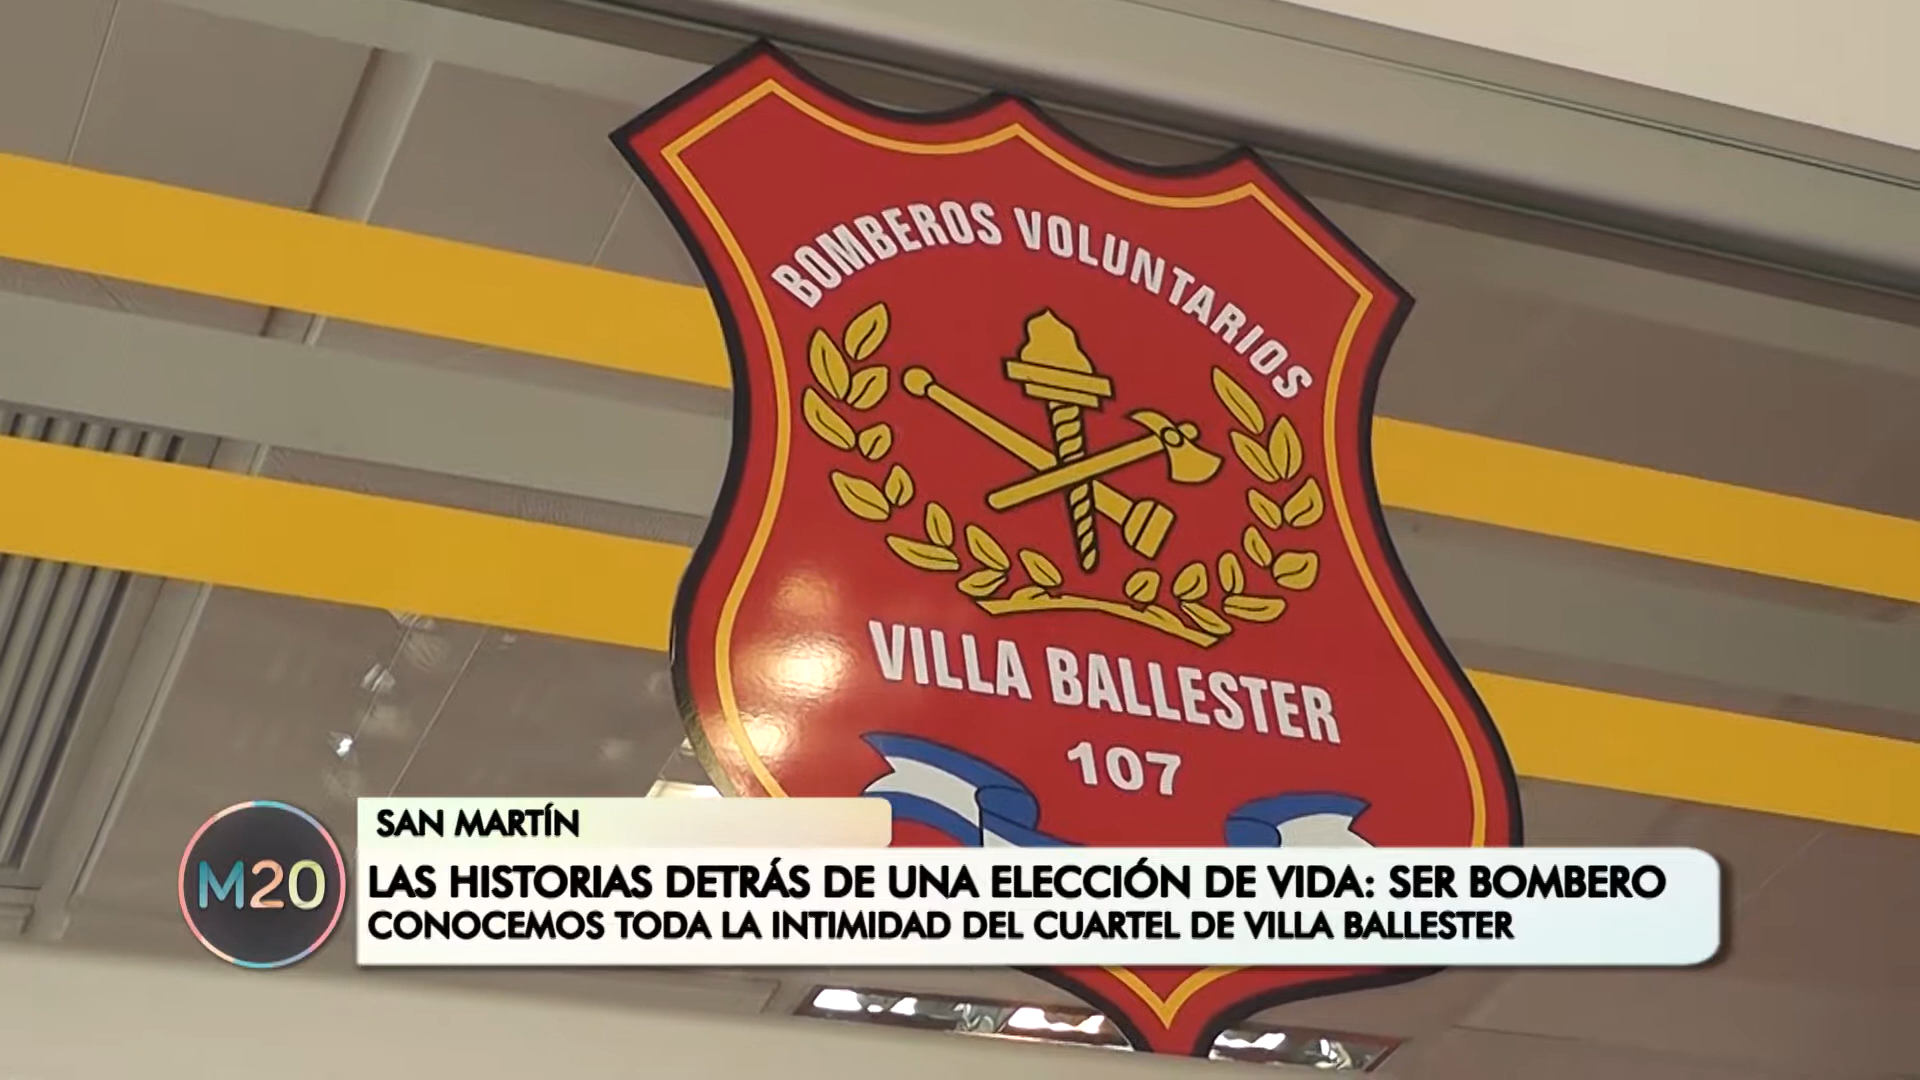 BOMBEROS VOLUNTARIOS
VILLA BALLESTER
107
SAN MARTÍN
M20
LAS HISTORIAS DETRÁS DE UNA ELECCIÓN DE VIDA: SER BOMBERO
CONOCEMOS TODA LA INTIMIDAD DEL CUARTEL DE VILLA BALLESTER